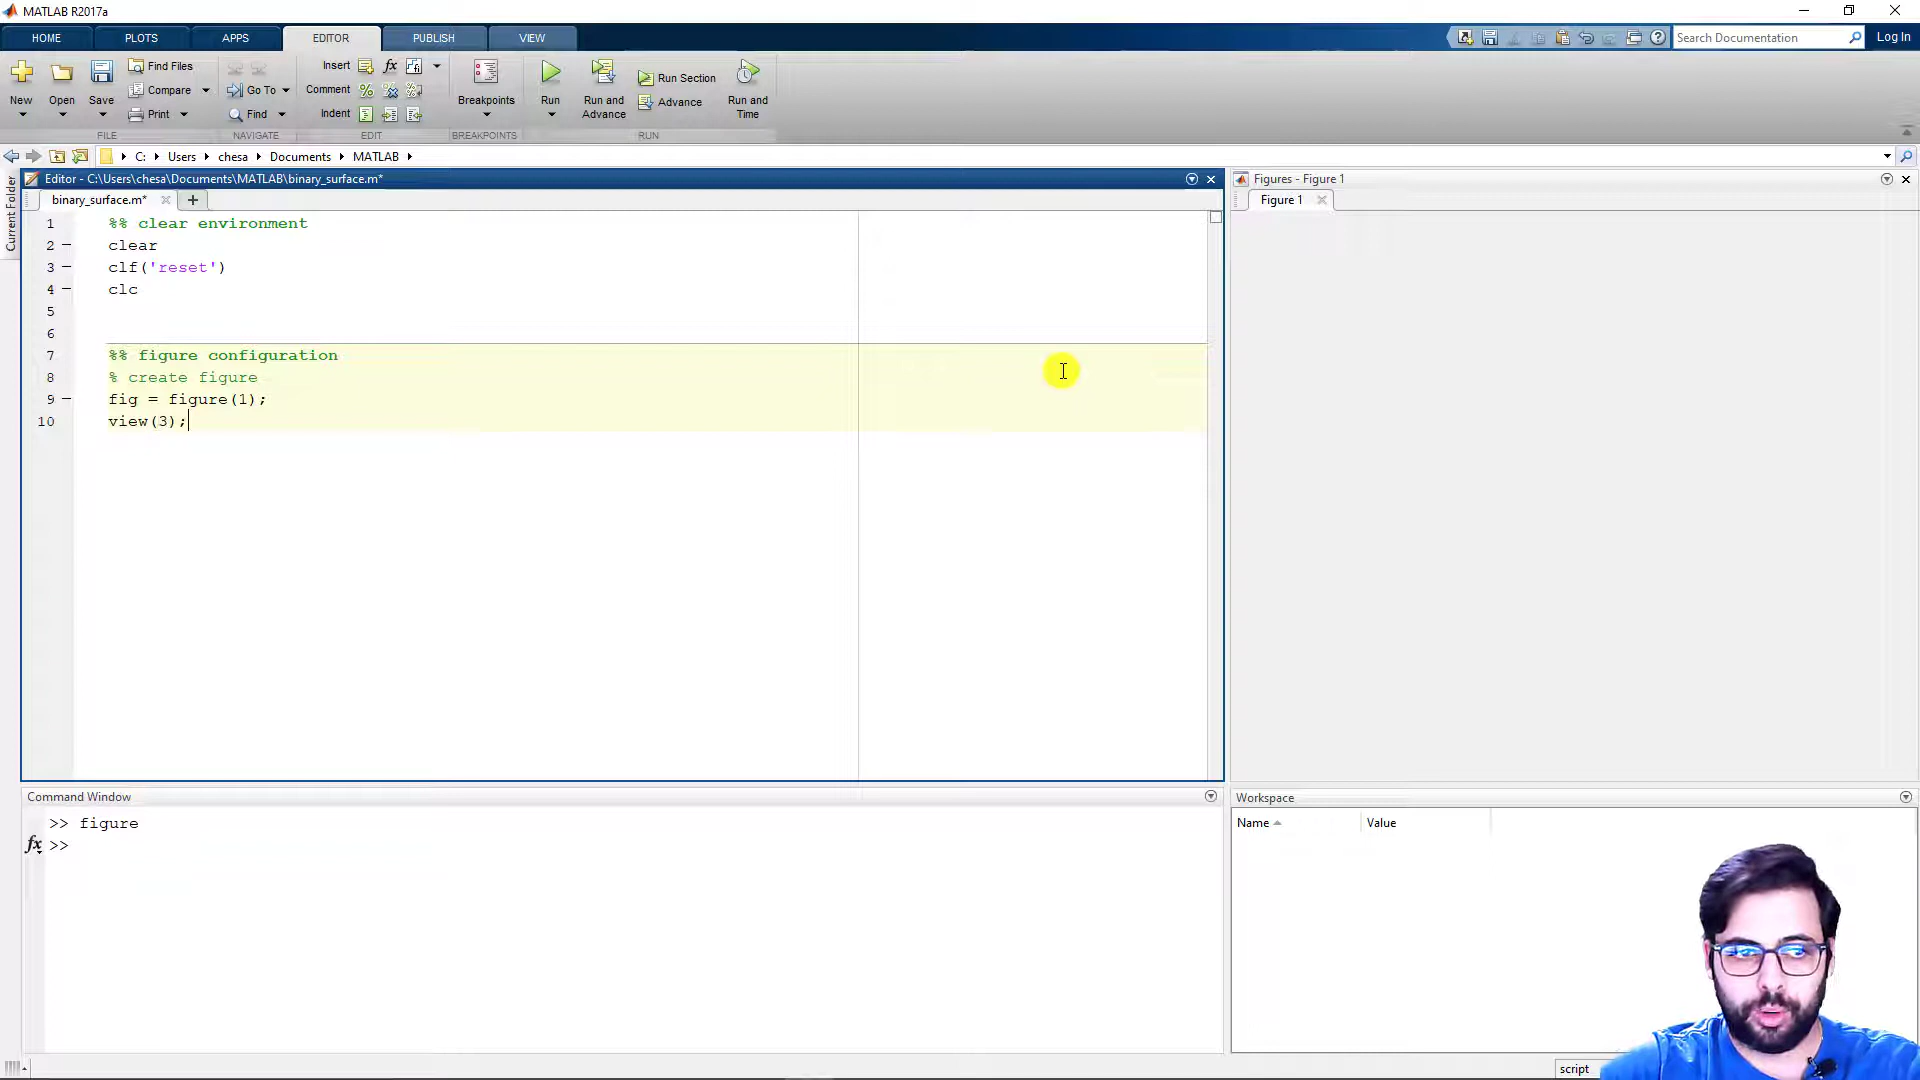 MATLAB R2017a
HOME PLOTS APPS EDITOR PUBLISH VIEW
Search Documentation
Log In
New
Open
Save
Find Files
Compare
Print
FILE
Go To
Find
NAVIGATE
Insert fx
Comment
Indent
EDIT
Breakpoints
BREAKPOINTS
Run
Run and
Advance
Run Section
Advance
Run and
Time
RUN
C: Users chesa Documents MATLAB
Current Folder
Editor - C:\Users\chesa\Documents\MATLAB\binary_surface.m*
binary_surface.m*
1 %% clear environment
2 – clear
3 – clf('reset')
4 – clc
5
6
7 %% figure configuration
8 % create figure
9 – fig = figure(1);
10 view(3);
Figures - Figure 1
Figure 1
Command Window
>> figure
fx >>
Workspace
Name Value
script